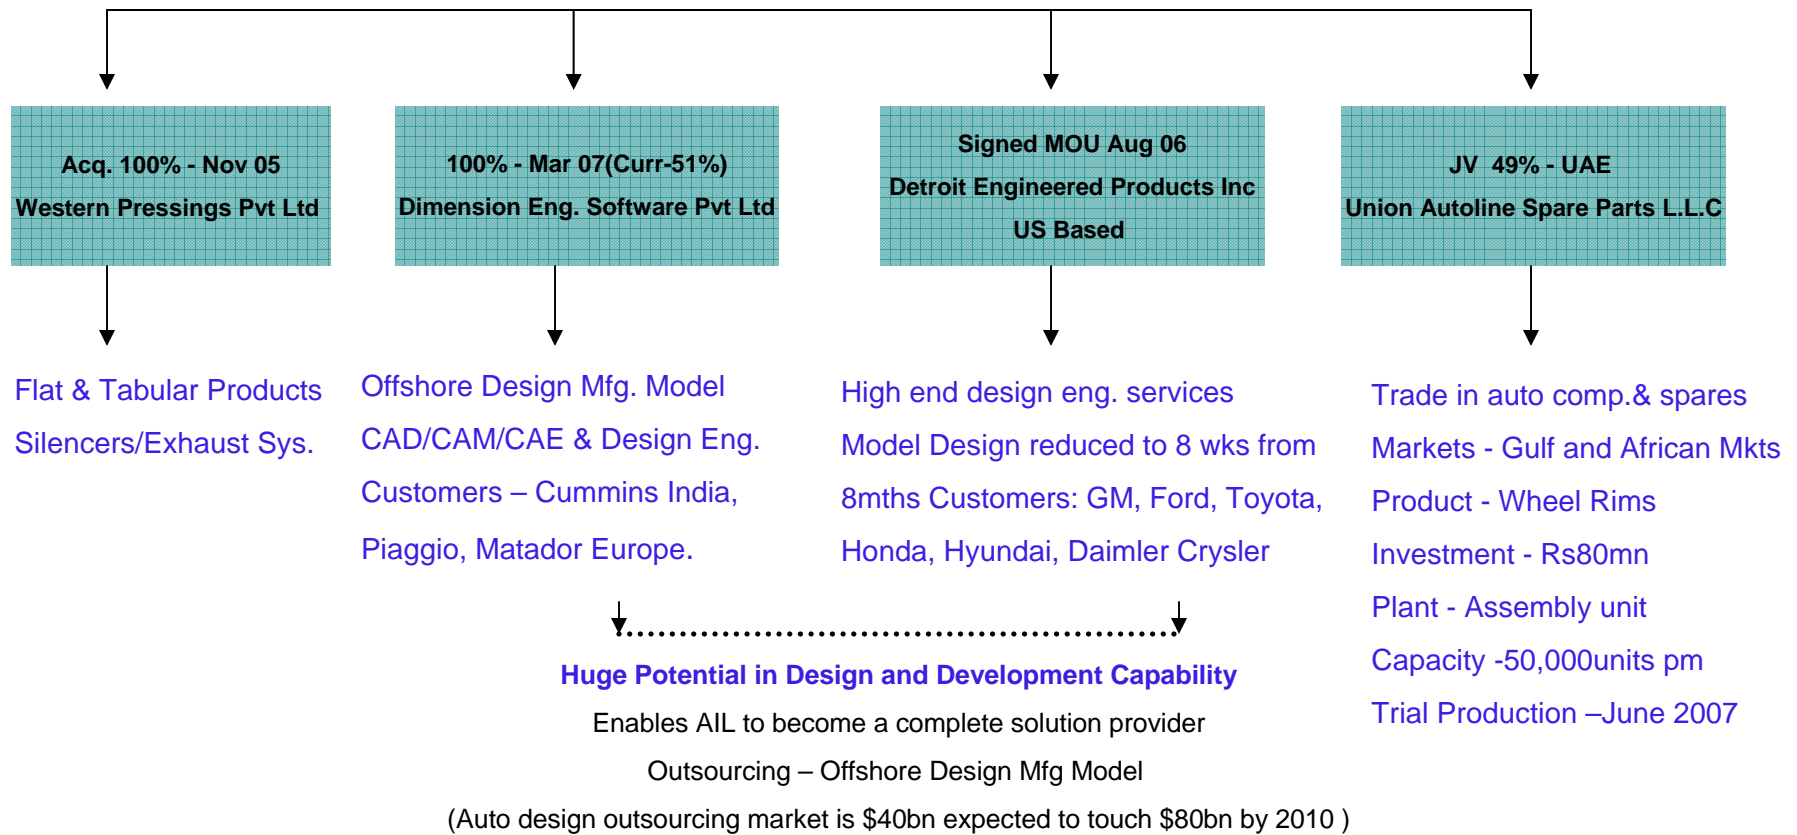 Acq. 100% - Nov 05
Western Pressings Pvt Ltd
100% - Mar 07(Curr-51%)
Dimension Eng. Software Pvt Ltd
Signed MOU Aug 06
Detroit Engineered Products Inc
US Based
JV 49% - UAE
Union Autoline Spare Parts L.L.C
Flat & Tabular Products
Silencers/Exhaust Sys.
Offshore Design Mfg. Model
CAD/CAM/CAE & Design Eng.
Customers – Cummins India,
Piaggio, Matador Europe.
High end design eng. services
Model Design reduced to 8 wks from
8mths Customers: GM, Ford, Toyota,
Honda, Hyundai, Daimler Crysler
Trade in auto comp.& spares
Markets - Gulf and African Mkts
Product - Wheel Rims
Investment - Rs80mn
Plant - Assembly unit
Capacity -50,000units pm
Trial Production –June 2007
Huge Potential in Design and Development Capability
Enables AIL to become a complete solution provider
Outsourcing – Offshore Design Mfg Model
(Auto design outsourcing market is $40bn expected to touch $80bn by 2010 )